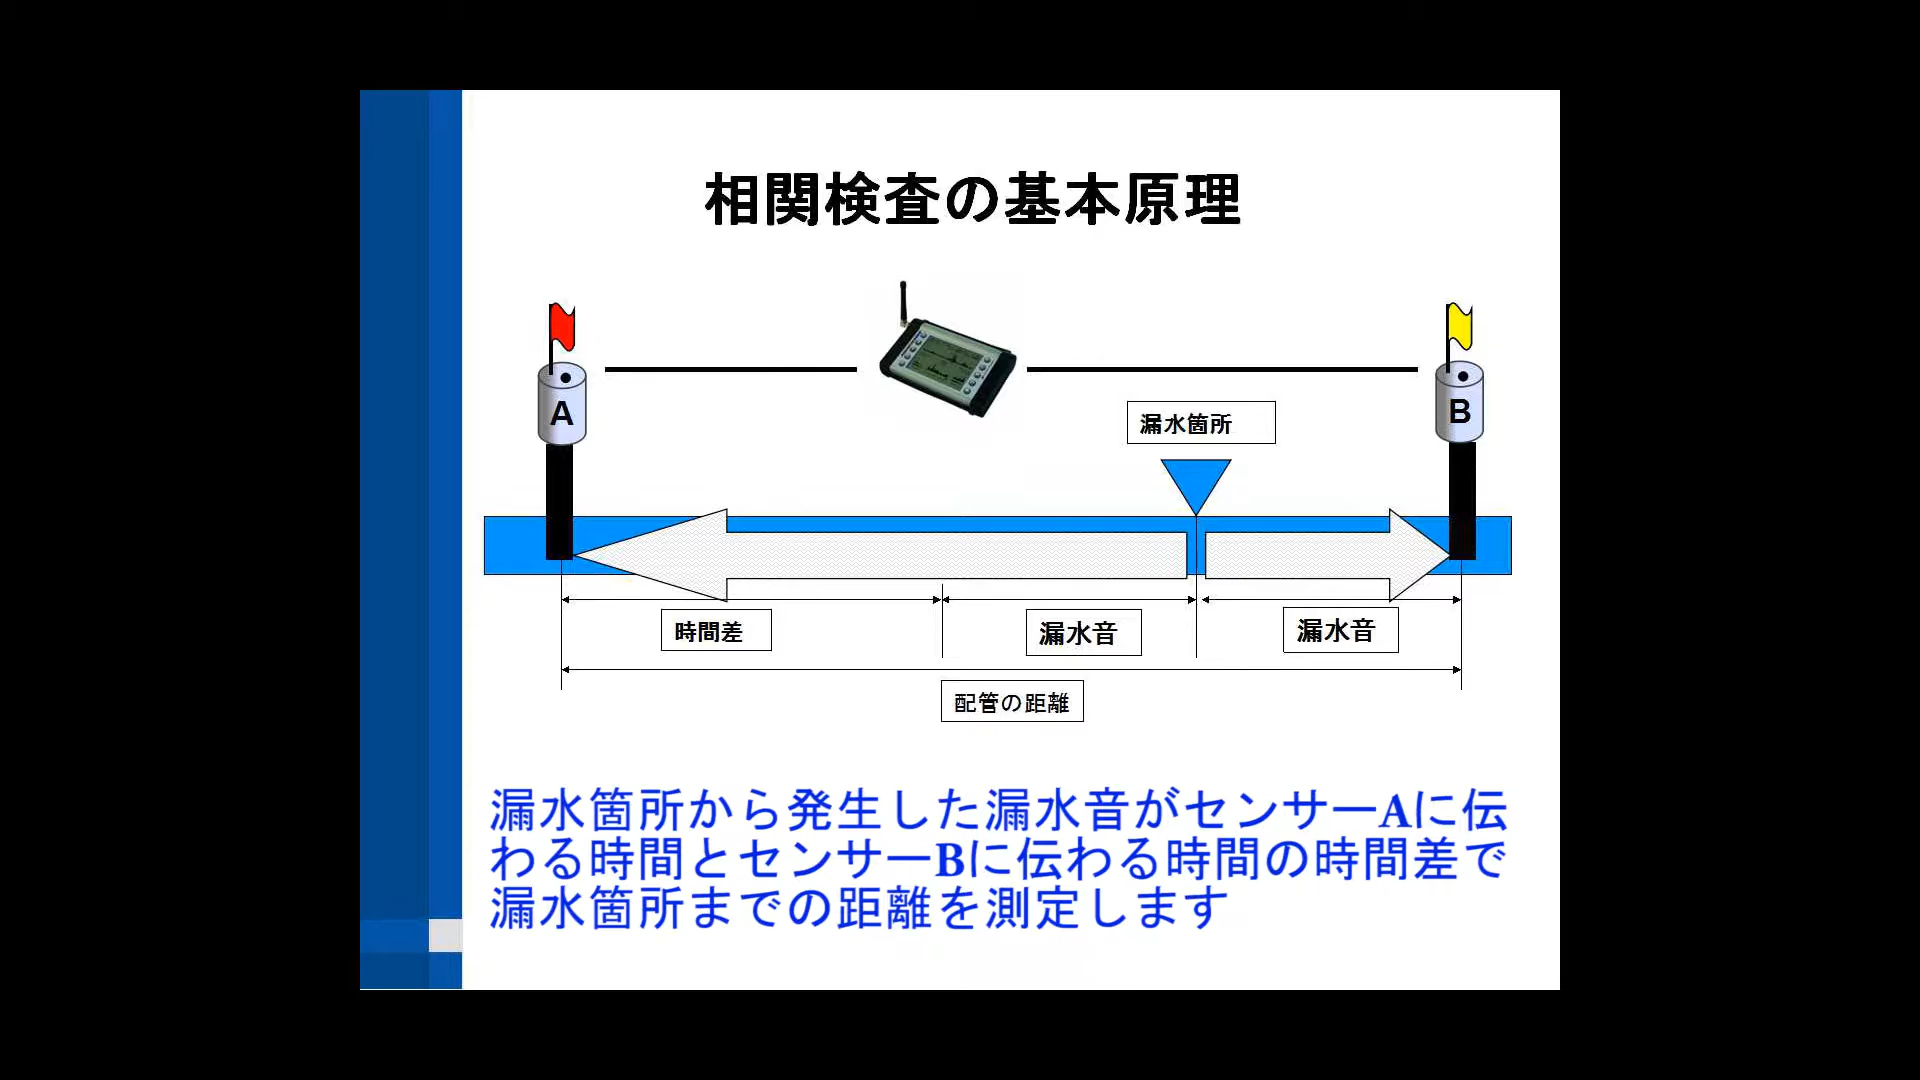 相関検査の基本原理
A
B
漏水箇所
時間差
漏水音
漏水音
配管の距離
漏水箇所から発生した漏水音がセンサーAに伝
わる時間とセンサーBに伝わる時間の時間差で
漏水箇所までの距離を測定します